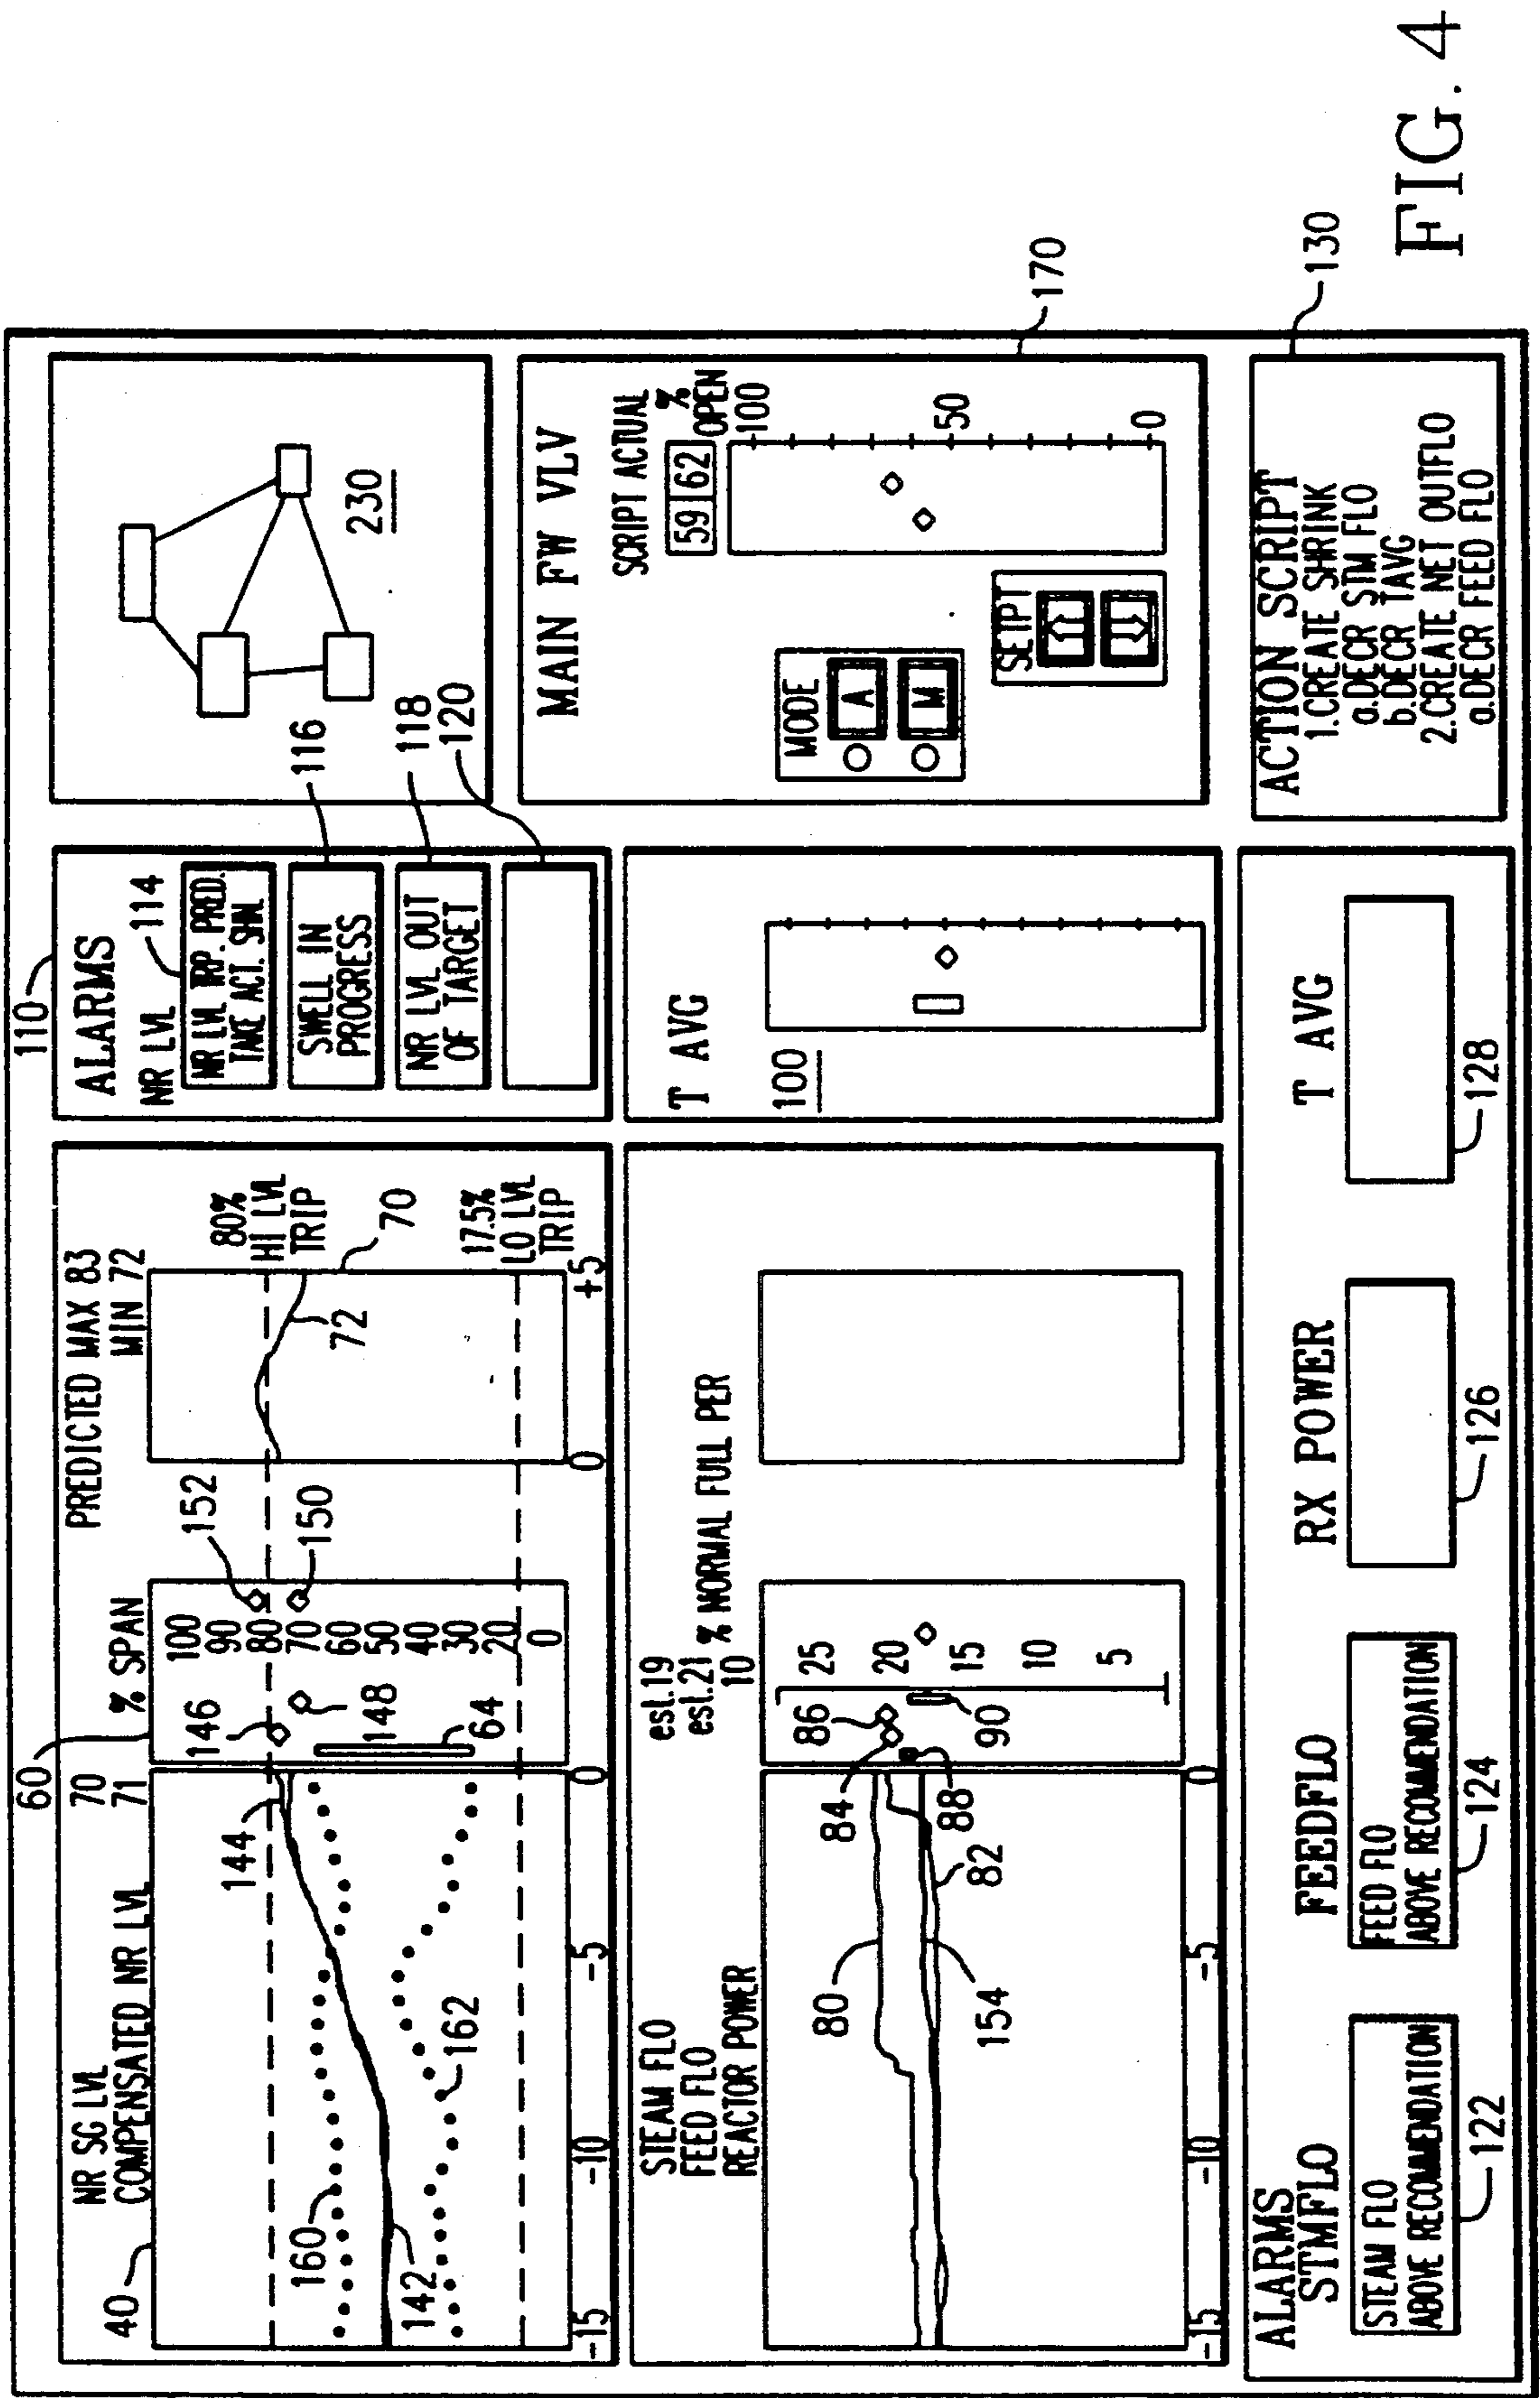 60
110
40
NR SG LVL 70
COMPENSATED NR LVL 71
% SPAN
PREDICTED MAX 83
MIN 72
160
142
162
144
146
148
64
100
90
80
70
60
50
40
30
20
0
152
150
72
70
80%
HI LVL
TRIP
17.5%
LO LVL
TRIP
-15
-10
-5
0
0
+5
ALARMS
NR LVL
114
NR LVL TRP. PRED.
TAKE ACT. SHN.
SWELL IN
PROGRESS
NR LVL OUT
OF TARGET
116
118
120
230
STEAM FLO est.19
FEED FLO est.21
REACTOR POWER 10
% NORMAL FULL PER
80
154
82
84
86
88
90
25
20
15
10
5
-15
-10
-5
0
T AVG
100
MAIN FW VLV
SCRIPT ACTUAL
59 62
%
OPEN
100
50
0
MODE
A
M
SETPT
170
ALARMS
STMFLO
FEEDFLO
RX POWER
T AVG
STEAM FLO
ABOVE RECOMMENDATION
FEED FLO
ABOVE RECOMMENDATION
122
124
126
128
ACTION SCRIPT
1.CREATE SHRINK
a.DECR STM FLO
b.DECR TAVG
2.CREATE NET OUTFLO
a.DECR FEED FLO
130
FIG. 4